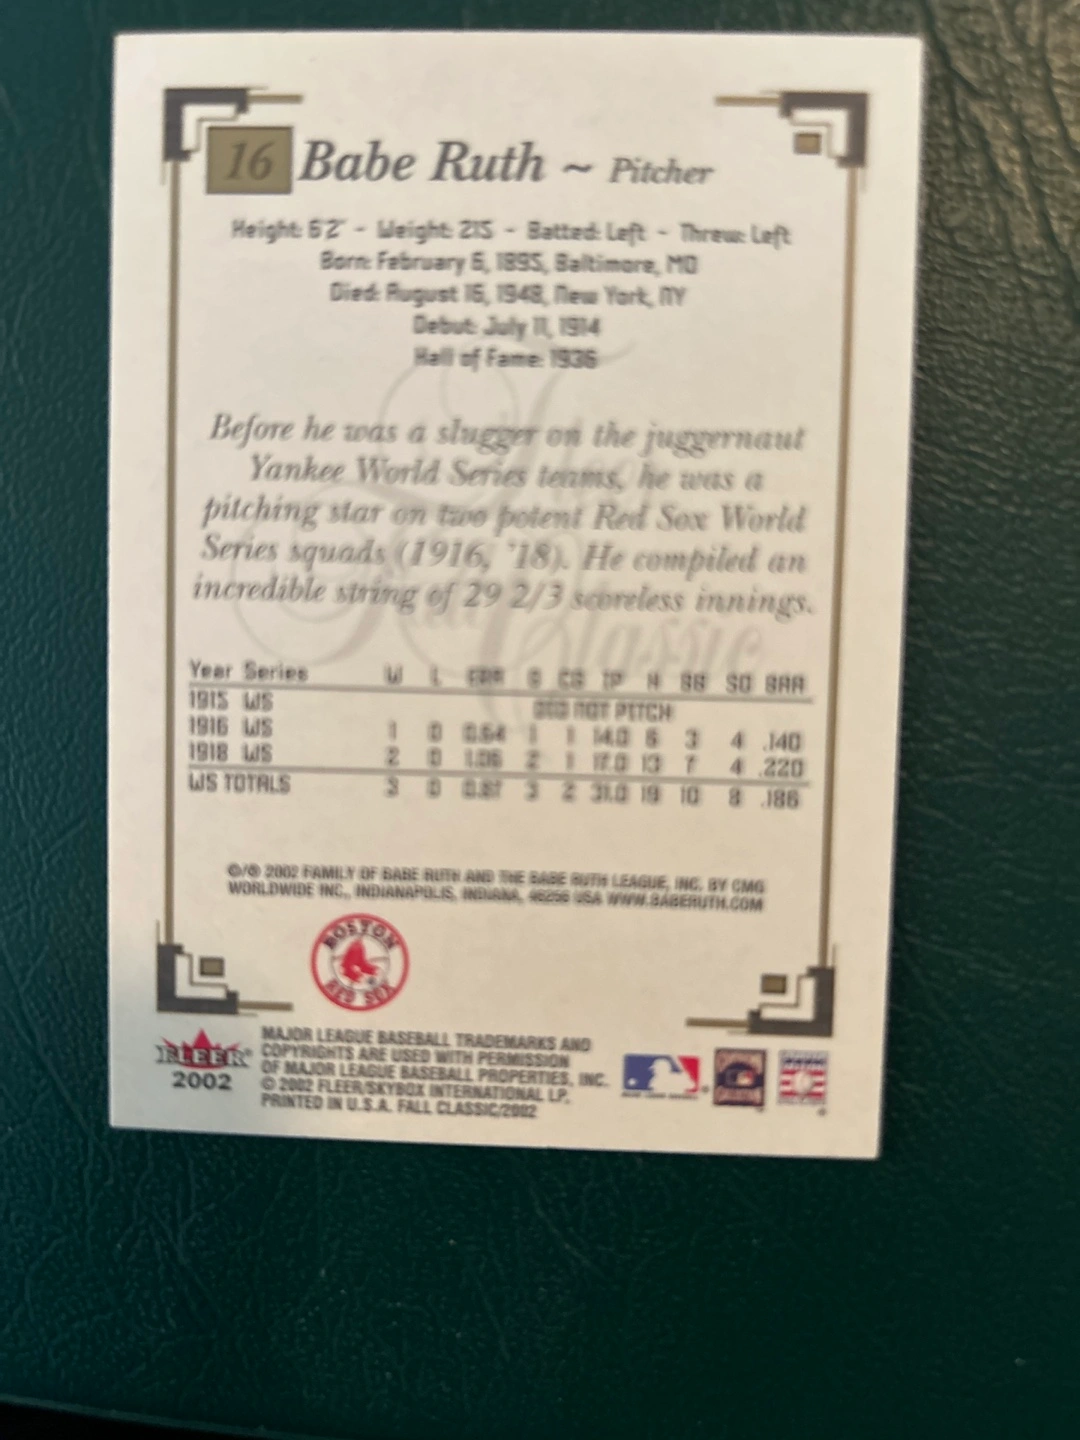 16 Babe Ruth ~ Pitcher
Height: 6'2" - Weight: 215 - Batted: Left - Threw: Left
Born: February 6, 1895, Baltimore, MD
Died: August 16, 1948, New York, NY
Debut: July 11, 1914
Hall of Fame: 1936
Before he was a slugger on the juggernaut
Yankee World Series teams, he was a
pitching star on two potent Red Sox World
Series squads (1916, '18). He compiled an
incredible string of 29 2/3 scoreless innings.
Year Series W L ERA G CG IP H BB SO BAA
1915 WS DID NOT PITCH
1916 WS 1 0 0.64 1 1 14.0 6 3 4 .140
1918 WS 2 0 1.06 2 1 17.0 13 7 4 .220
WS TOTALS 3 0 0.87 3 2 31.0 19 10 8 .186
©/® 2002 FAMILY OF BABE RUTH AND THE BABE RUTH LEAGUE, INC. BY CMG
WORLDWIDE INC., INDIANAPOLIS, INDIANA, 46256 USA WWW.BABERUTH.COM
BOSTON
RED SOX
FLEER
2002
MAJOR LEAGUE BASEBALL TRADEMARKS AND
COPYRIGHTS ARE USED WITH PERMISSION
OF MAJOR LEAGUE BASEBALL PROPERTIES, INC.
© 2002 FLEER/SKYBOX INTERNATIONAL LP.
PRINTED IN U.S.A. FALL CLASSIC/2002